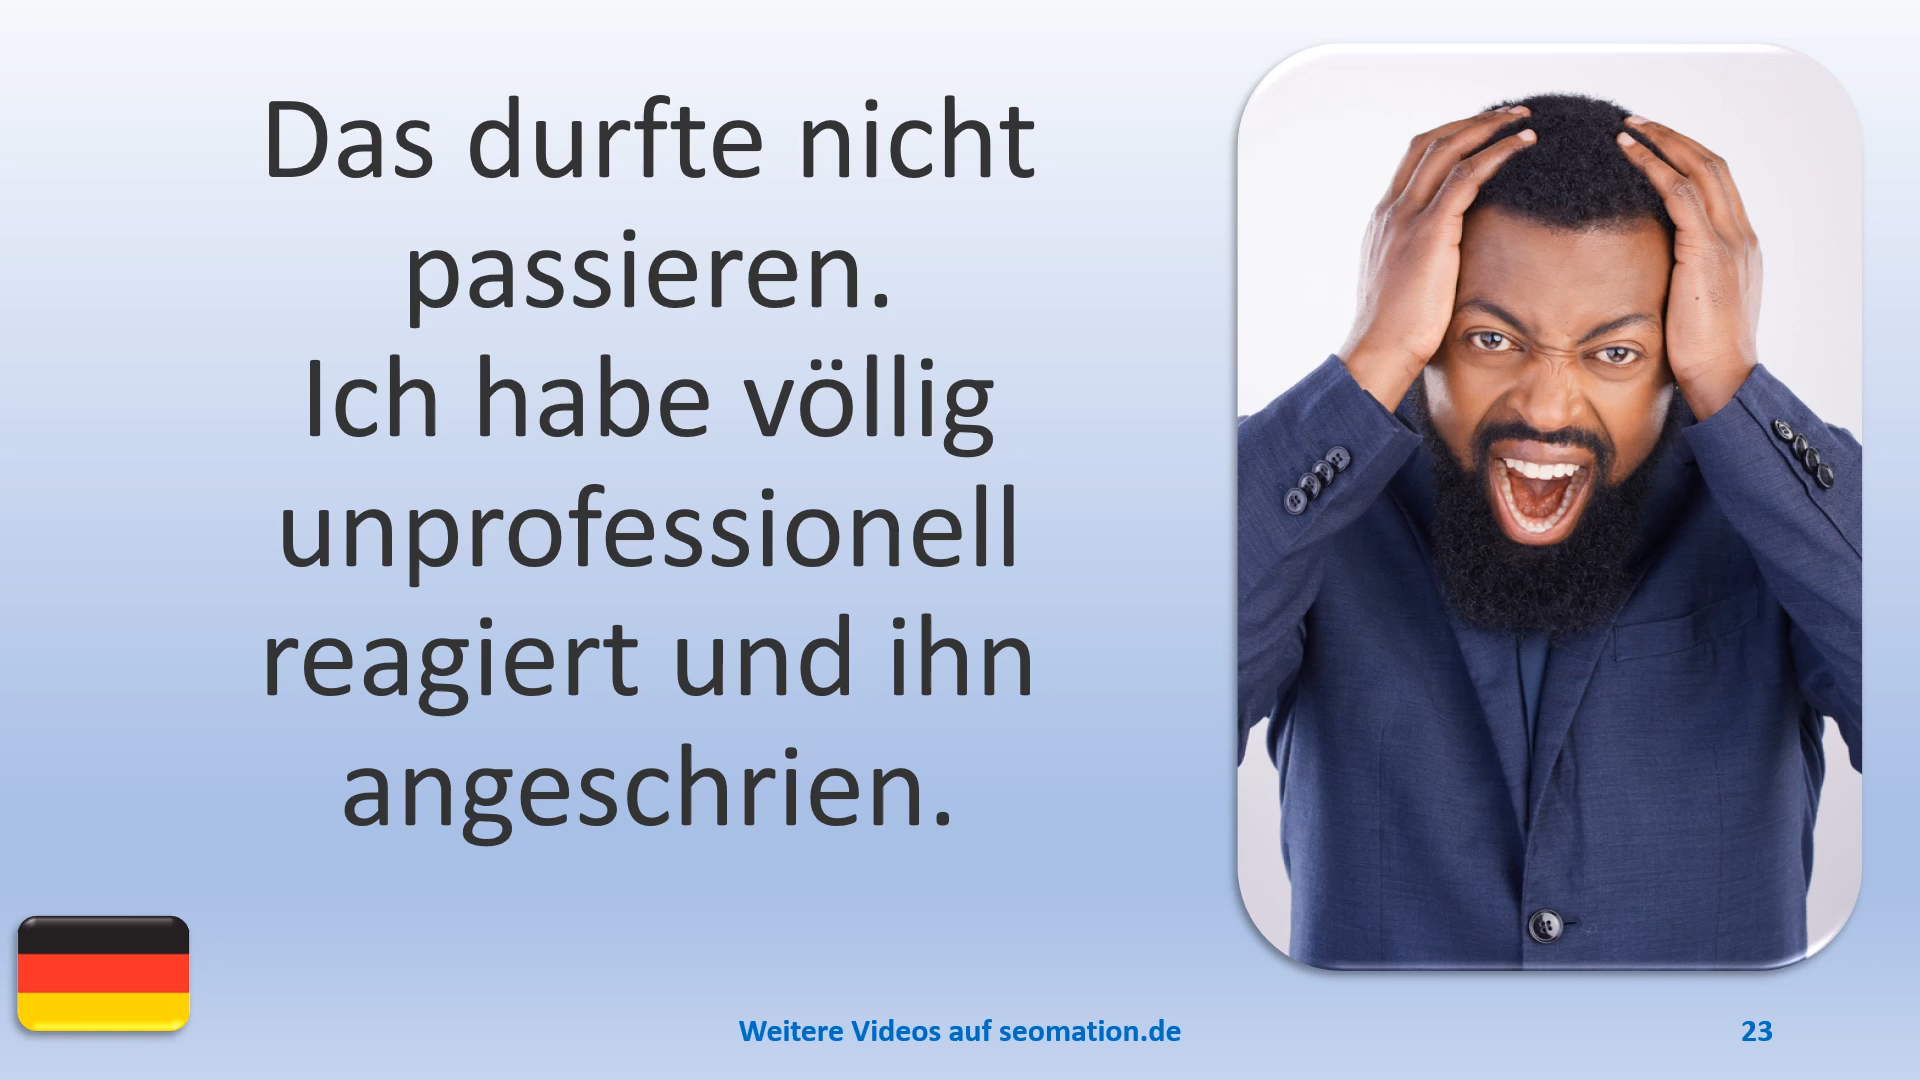 Das durfte nicht
passieren.
Ich habe völlig
unprofessionell
reagiert und ihn
angeschrien.
Weitere Videos auf seomation.de
23